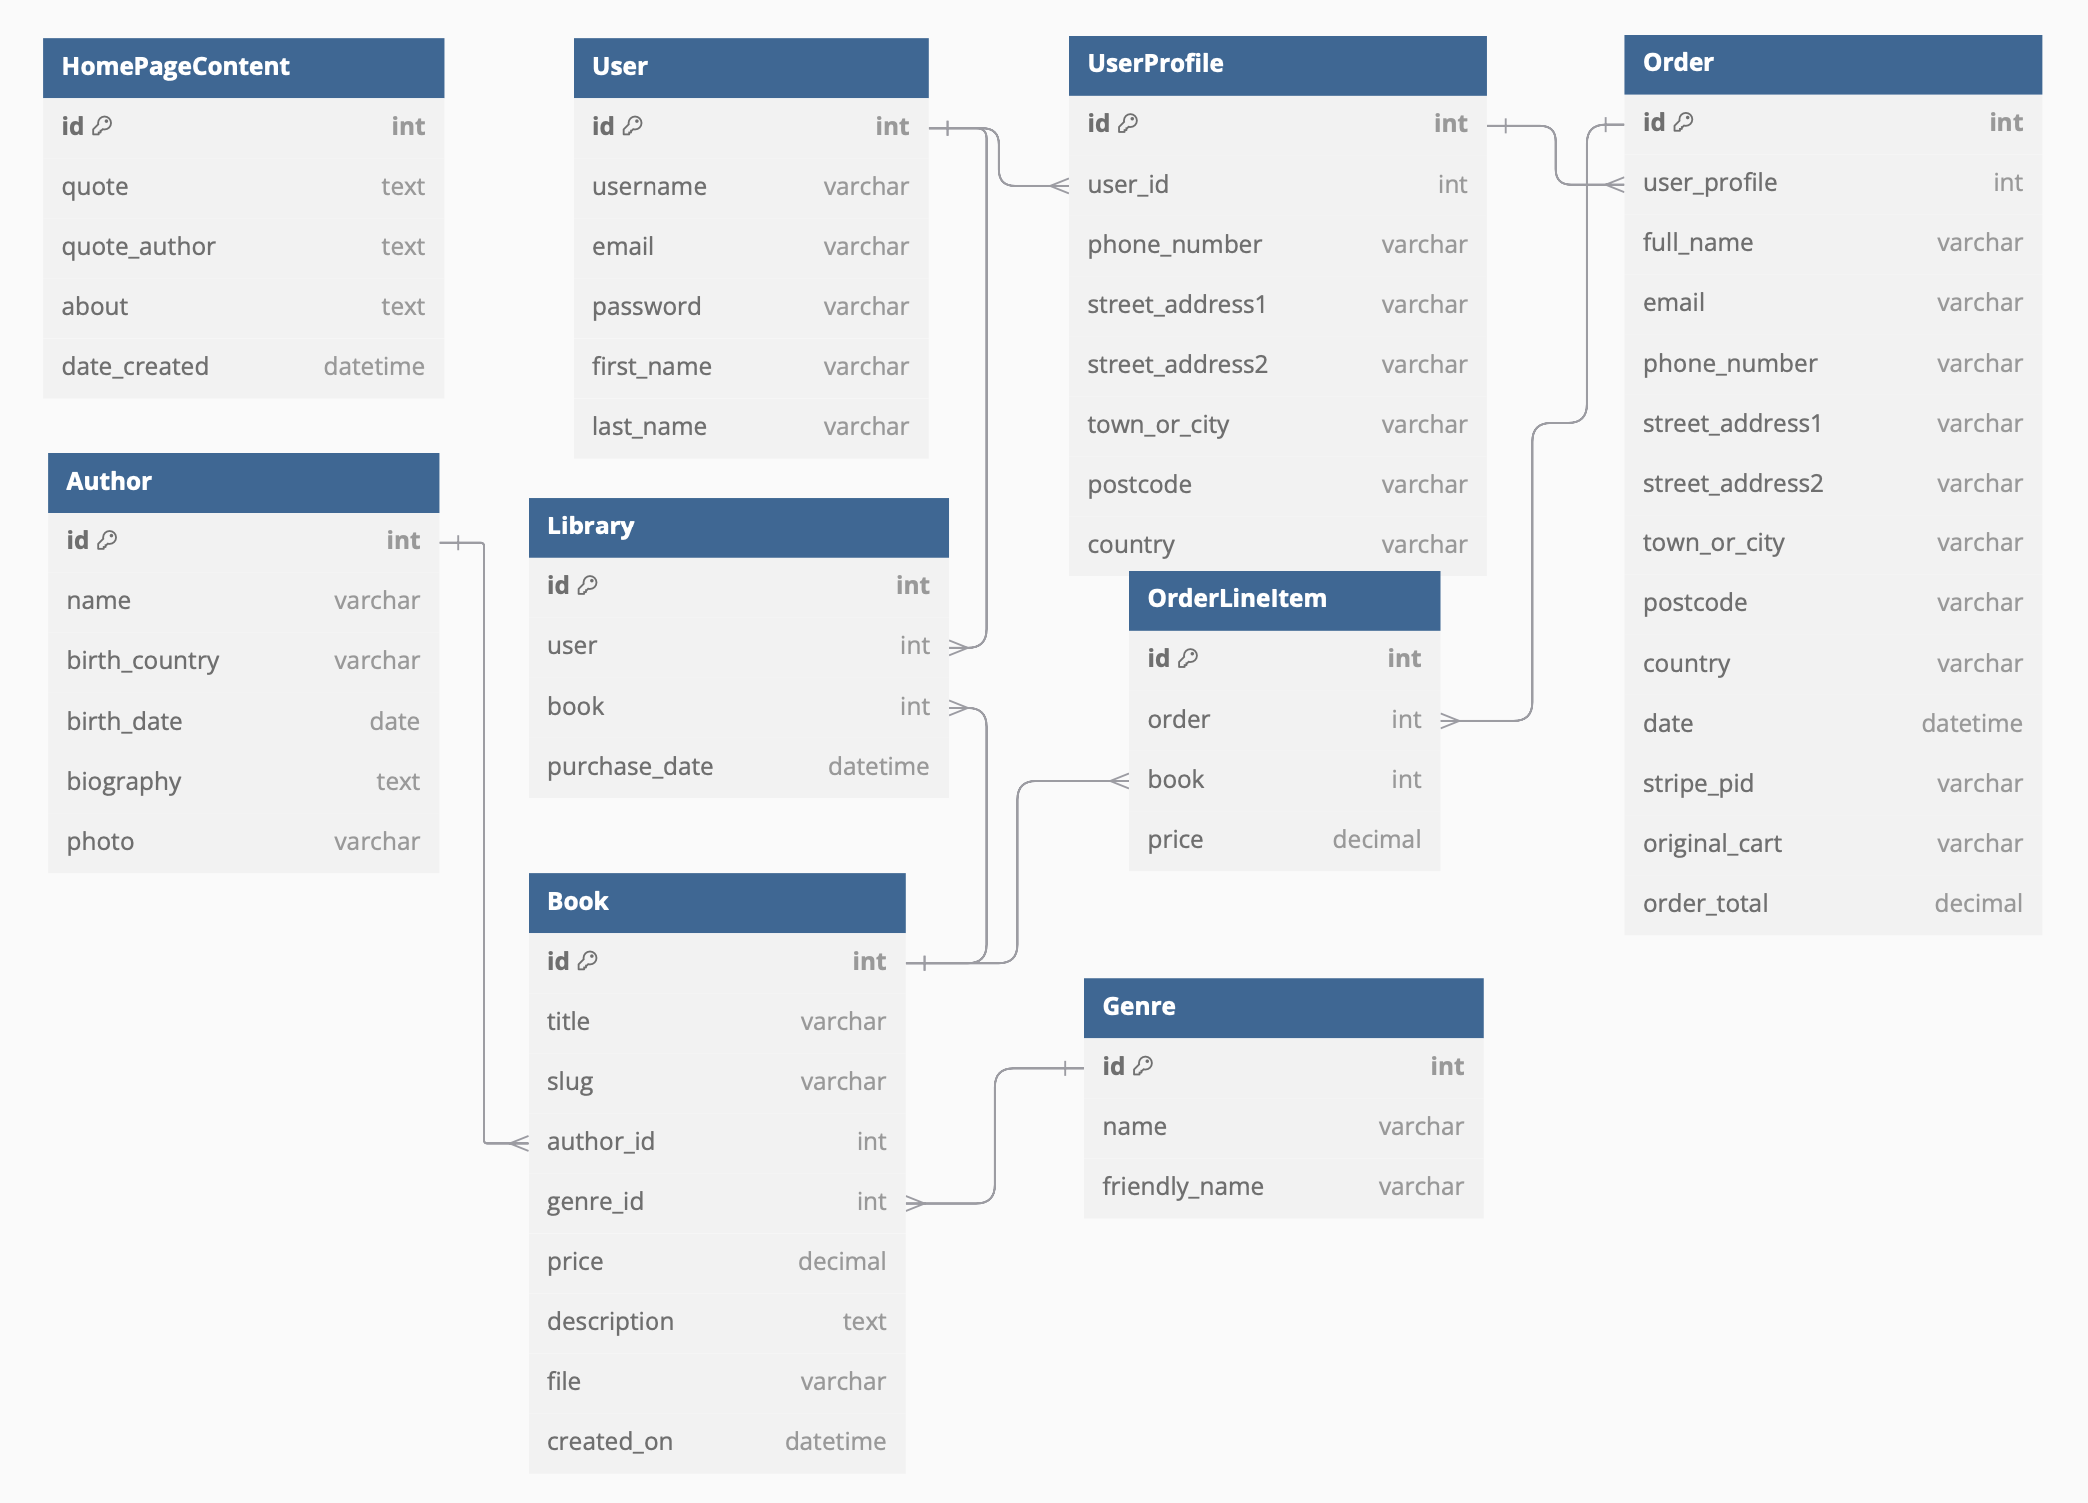 HomePageContent
id int
quote text
quote_author text
about text
date_created datetime
User
id int
username varchar
email varchar
password varchar
first_name varchar
last_name varchar
UserProfile
id int
user_id int
phone_number varchar
street_address1 varchar
street_address2 varchar
town_or_city varchar
postcode varchar
country varchar
Order
id int
user_profile int
full_name varchar
email varchar
phone_number varchar
street_address1 varchar
street_address2 varchar
town_or_city varchar
postcode varchar
country varchar
date datetime
stripe_pid varchar
original_cart varchar
order_total decimal
Author
id int
name varchar
birth_country varchar
birth_date date
biography text
photo varchar
Library
id int
user int
book int
purchase_date datetime
OrderLineItem
id int
order int
book int
price decimal
Book
id int
title varchar
slug varchar
author_id int
genre_id int
price decimal
description text
file varchar
created_on datetime
Genre
id int
name varchar
friendly_name varchar